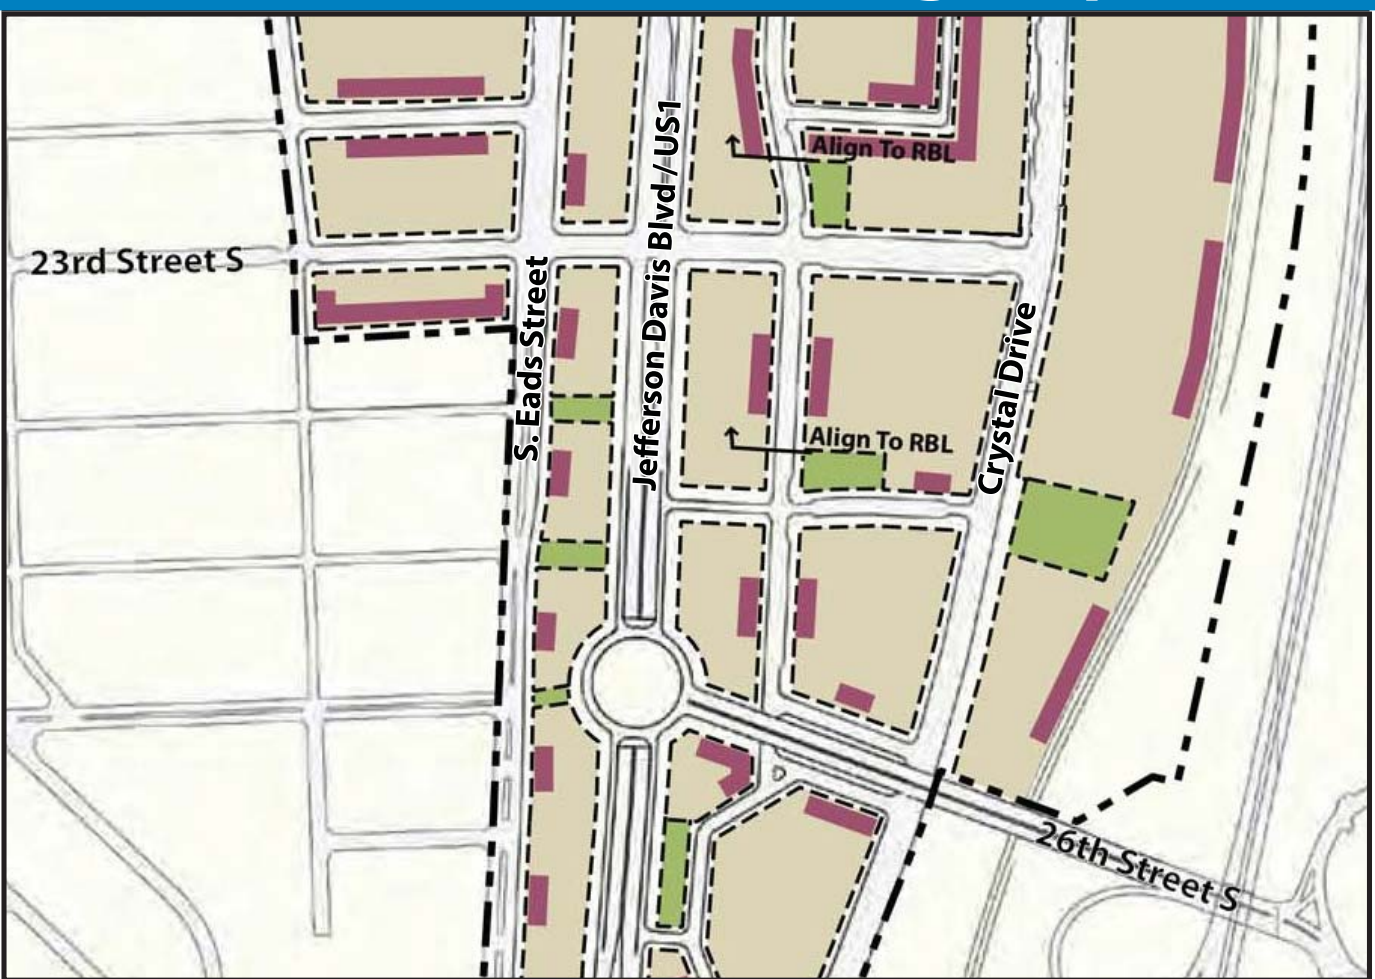 Align To RBL
23rd Street S
S. Eads Street
Jefferson Davis Blvd / US1
Crystal Drive
Align To RBL
26th Street S